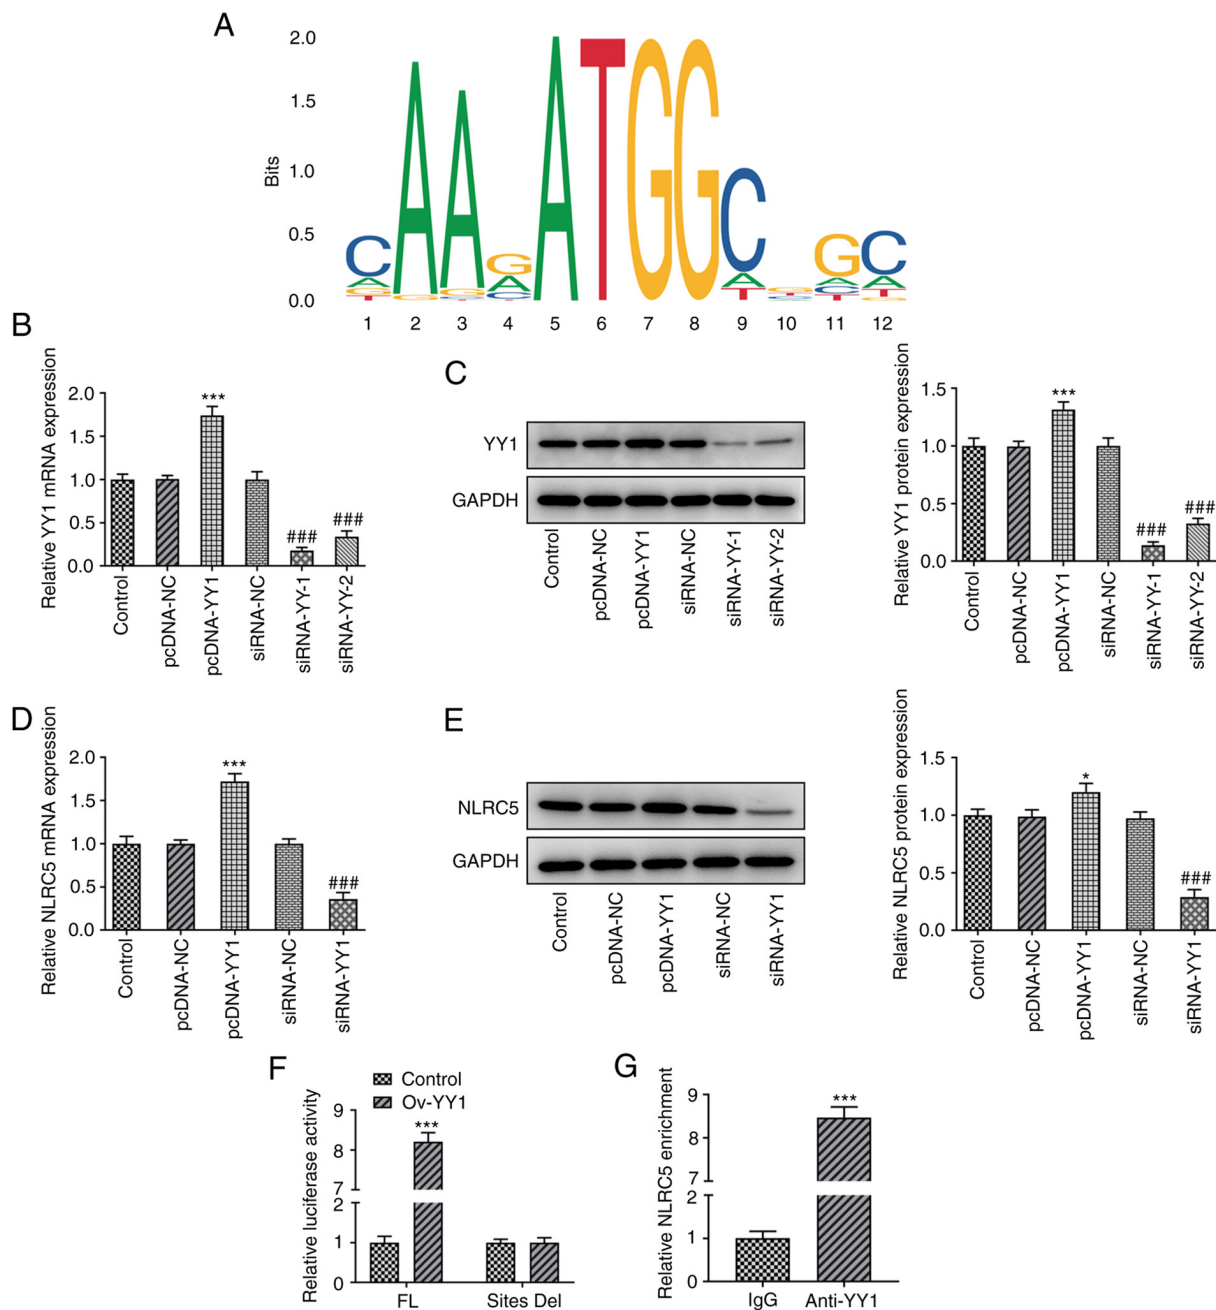 A
Bits
2.0
1.5
1.0
0.5
0.0
CAAGATGGCGGC
AGGAAGCA
GCCCTCCT
TTTCTG
1 2 3 4 5 6 7 8 9 10 11 12
B
Relative YY1 mRNA expression
2.0
1.5
1.0
0.5
0.0
***
###
###
Control
pcDNA-NC
pcDNA-YY1
siRNA-NC
siRNA-YY-1
siRNA-YY-2
C
YY1
GAPDH
Control
pcDNA-NC
pcDNA-YY1
siRNA-NC
siRNA-YY-1
siRNA-YY-2
Relative YY1 protein expression
1.5
1.0
0.5
0.0
***
###
###
Control
pcDNA-NC
pcDNA-YY1
siRNA-NC
siRNA-YY-1
siRNA-YY-2
D
Relative NLRC5 mRNA expression
2.0
1.5
1.0
0.5
0.0
***
###
Control
pcDNA-NC
pcDNA-YY1
siRNA-NC
siRNA-YY1
E
NLRC5
GAPDH
Control
pcDNA-NC
pcDNA-YY1
siRNA-NC
siRNA-YY1
Relative NLRC5 protein expression
1.5
1.0
0.5
0.0
*
###
Control
pcDNA-NC
pcDNA-YY1
siRNA-NC
siRNA-YY1
F
Control
Ov-YY1
Relative luciferase activity
9
8
7
2
1
0
***
FL
Sites Del
G
Relative NLRC5 enrichment
9
8
7
2
1
0
***
IgG
Anti-YY1